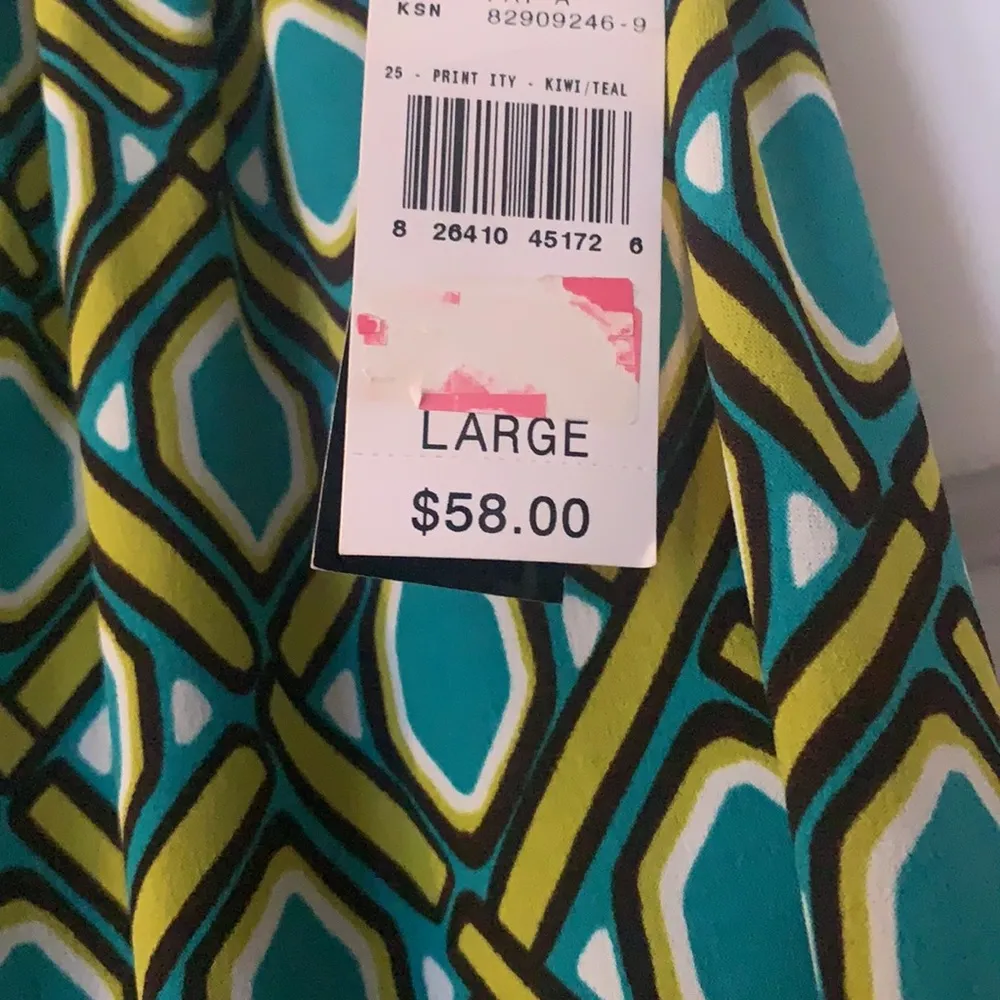 KSN 82909246-9
25 - PRINT ITY - KIWI/TEAL
8 26410 45172 6
LARGE
$58.00